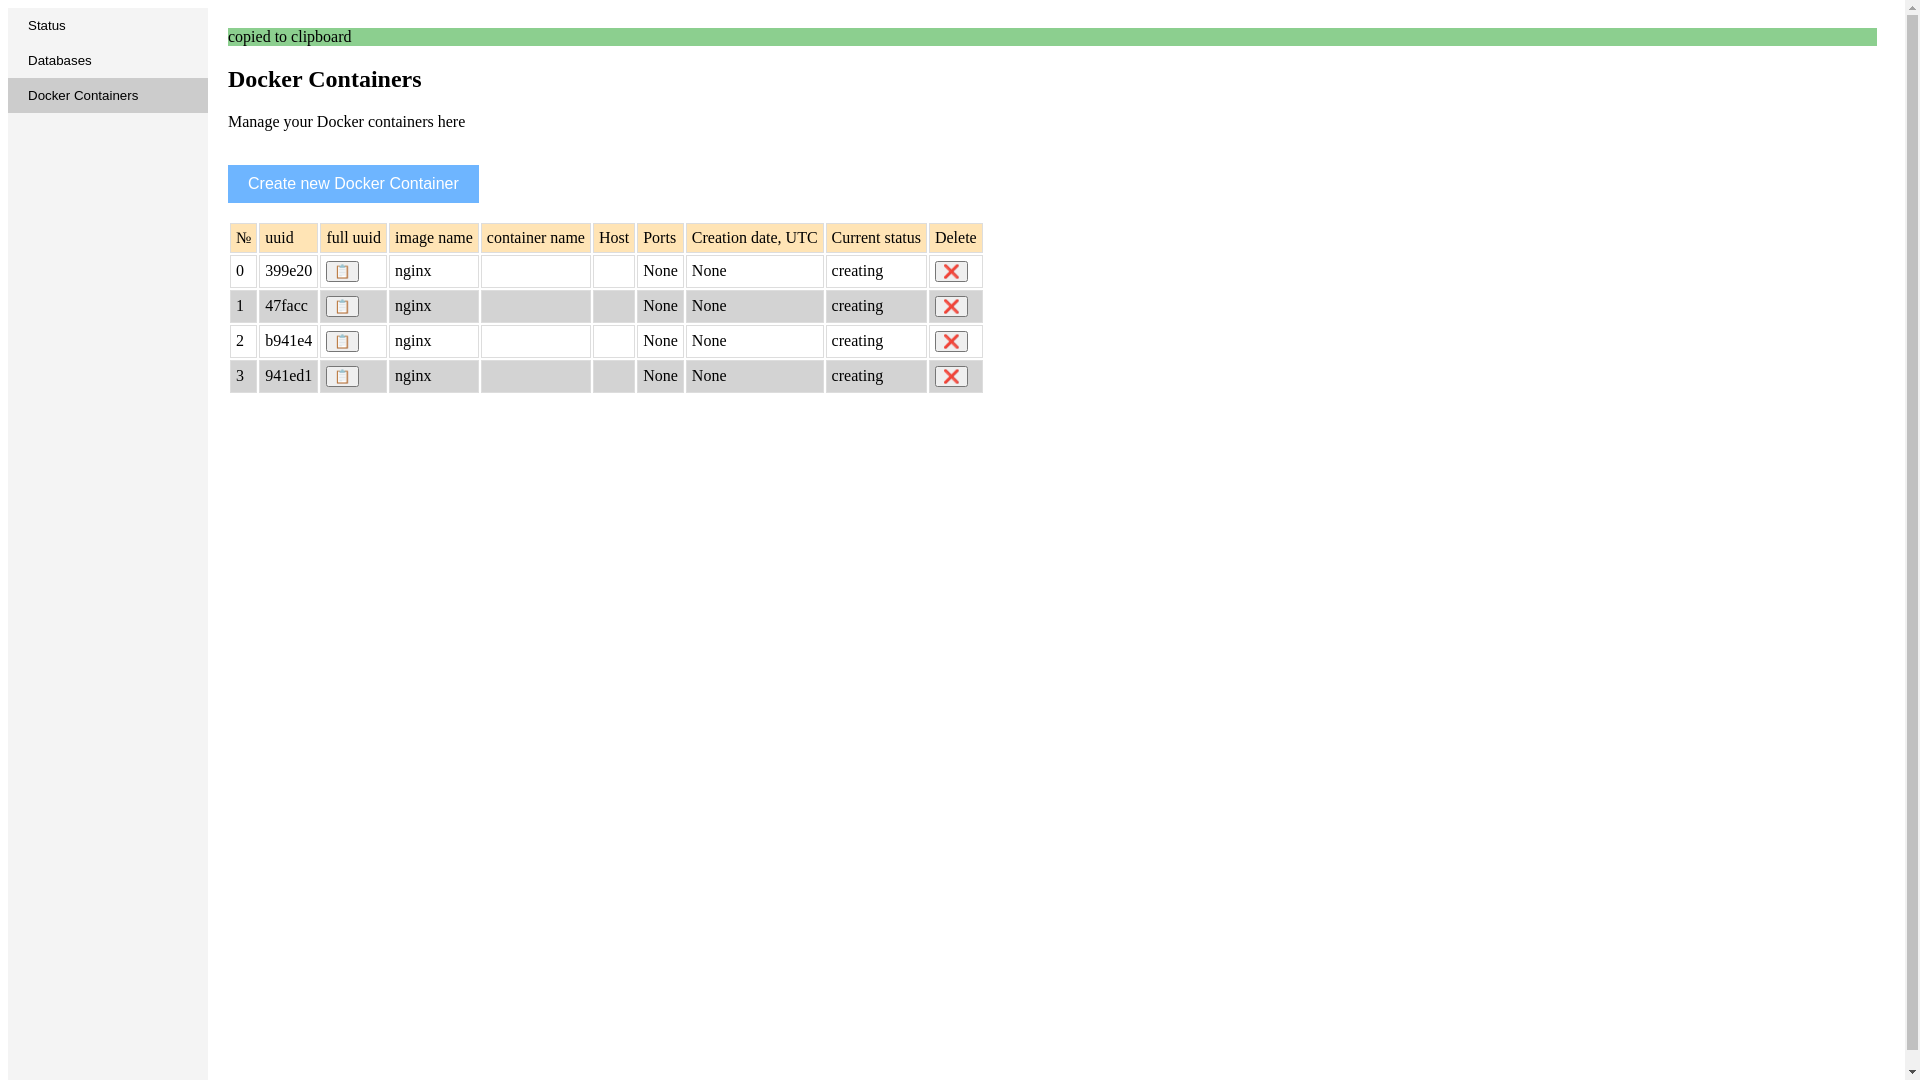 Status
Databases
Docker Containers
copied to clipboard
Docker Containers
Manage your Docker containers here
Create new Docker Container
№ uuid full uuid image name container name Host Ports Creation date, UTC Current status Delete
0 399e20 📋 nginx None None creating ❌
1 47facc 📋 nginx None None creating ❌
2 b941e4 📋 nginx None None creating ❌
3 941ed1 📋 nginx None None creating ❌